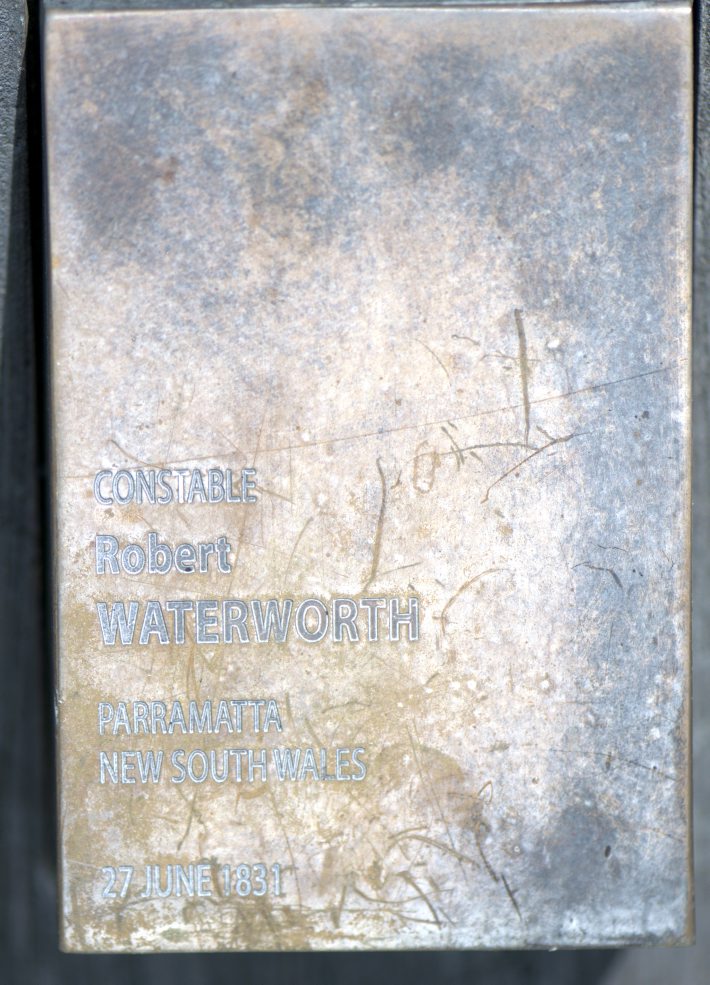 CONSTABLE
Robert
WATERWORTH
PARRAMATTA
NEW SOUTH WALES
27 JUNE 1831